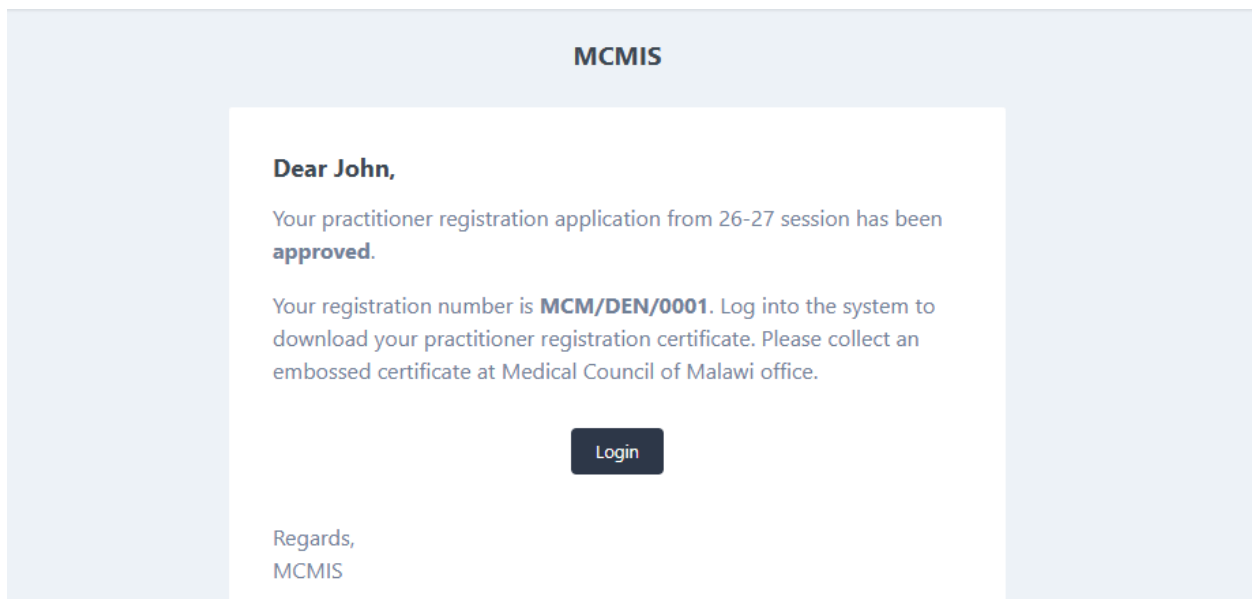 MCMIS
Dear John,
Your practitioner registration application from 26-27 session has been
approved.
Your registration number is MCM/DEN/0001. Log into the system to
download your practitioner registration certificate. Please collect an
embossed certificate at Medical Council of Malawi office.
Login
Regards,
MCMIS